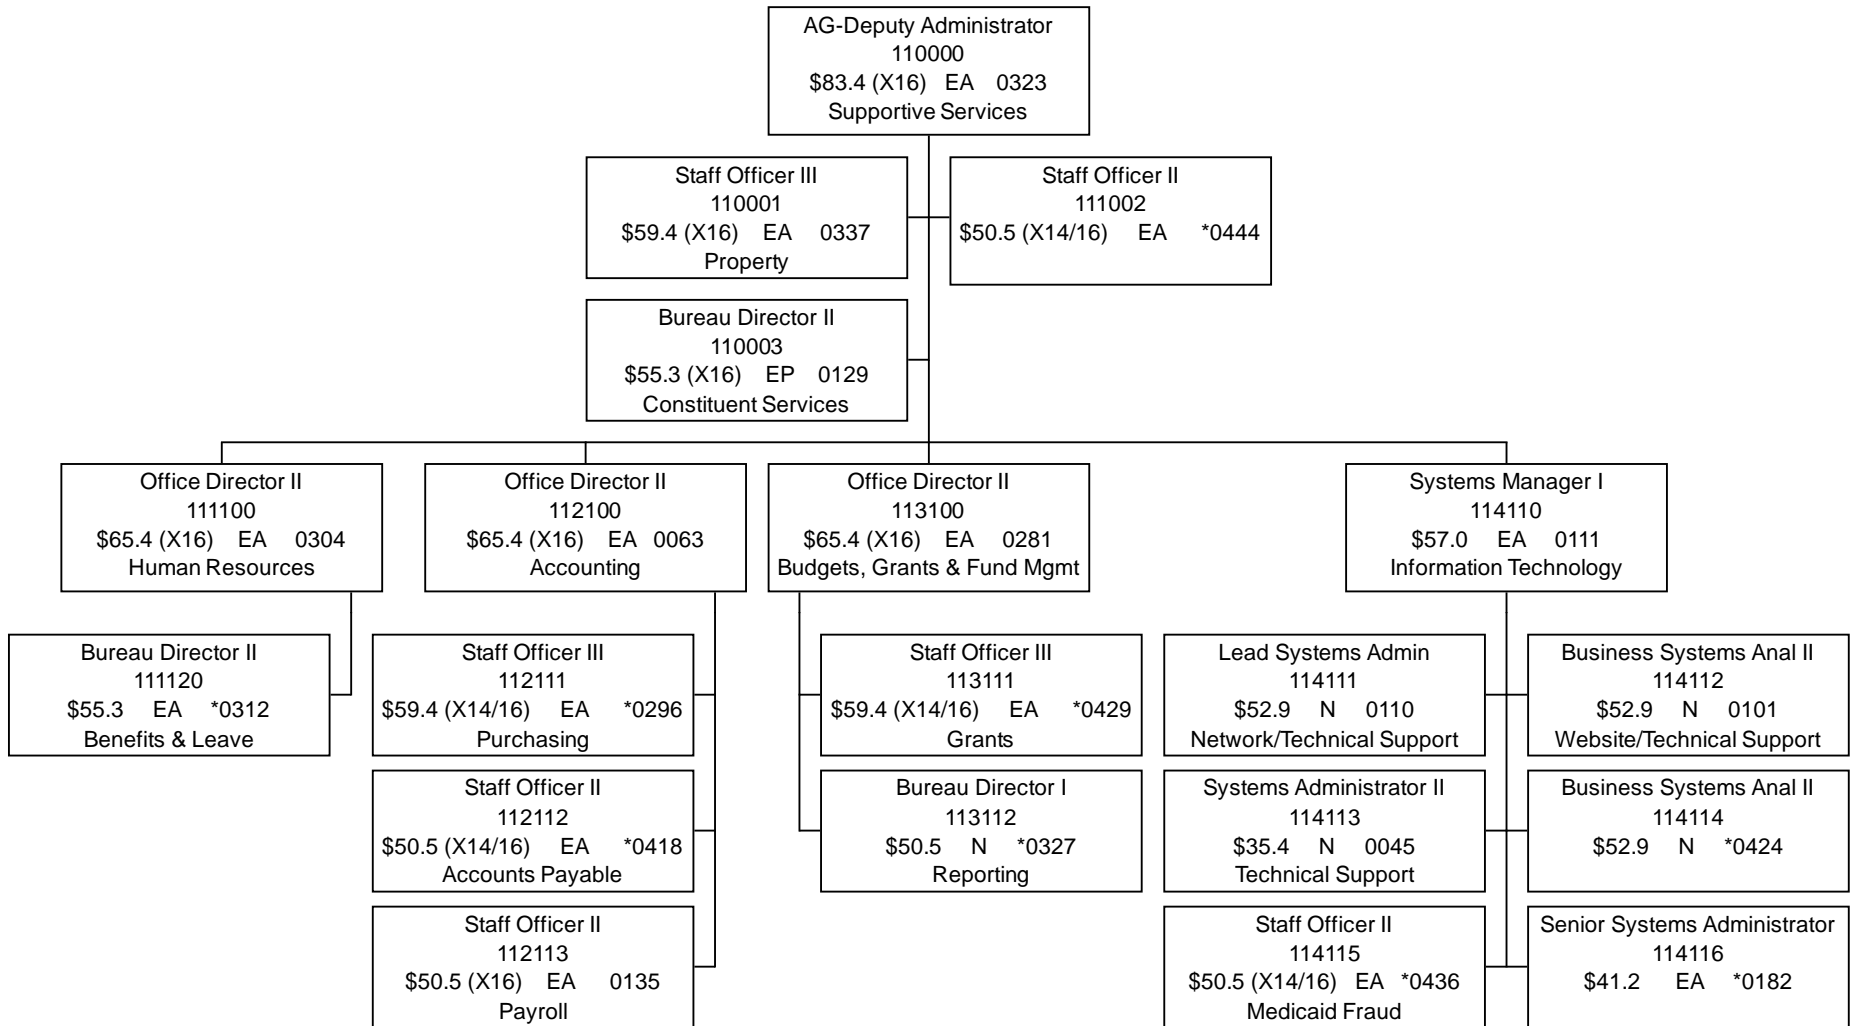 AG-Deputy Administrator
110000
$83.4 (X16) EA 0323
Supportive Services
Staff Officer III
110001
$59.4 (X16) EA 0337
Property
Staff Officer II
111002
$50.5 (X14/16) EA *0444
Bureau Director II
110003
$55.3 (X16) EP 0129
Constituent Services
Office Director II
111100
$65.4 (X16) EA 0304
Human Resources
Office Director II
112100
$65.4 (X16) EA 0063
Accounting
Office Director II
113100
$65.4 (X16) EA 0281
Budgets, Grants & Fund Mgmt
Systems Manager I
114110
$57.0 EA 0111
Information Technology
Bureau Director II
111120
$55.3 EA *0312
Benefits & Leave
Staff Officer III
112111
$59.4 (X14/16) EA *0296
Purchasing
Staff Officer III
113111
$59.4 (X14/16) EA *0429
Grants
Lead Systems Admin
114111
$52.9 N 0110
Network/Technical Support
Business Systems Anal II
114112
$52.9 N 0101
Website/Technical Support
Staff Officer II
112112
$50.5 (X14/16) EA *0418
Accounts Payable
Bureau Director I
113112
$50.5 N *0327
Reporting
Systems Administrator II
114113
$35.4 N 0045
Technical Support
Business Systems Anal II
114114
$52.9 N *0424
Staff Officer II
112113
$50.5 (X16) EA 0135
Payroll
Staff Officer II
114115
$50.5 (X14/16) EA *0436
Medicaid Fraud
Senior Systems Administrator
114116
$41.2 EA *0182